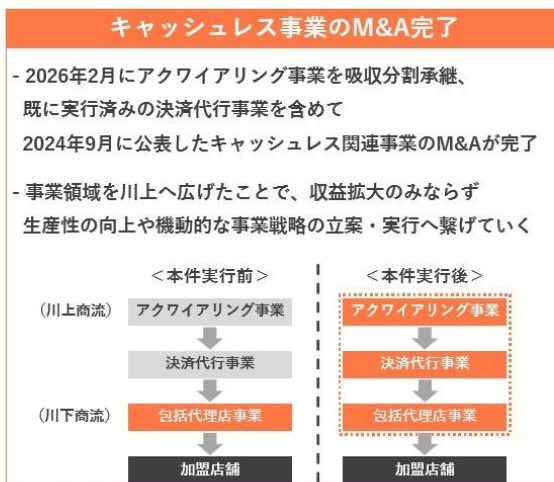 キャッシュレス事業のM&A完了
- 2026年2月にアクワイアリング事業を吸収分割承継、
既に実行済みの決済代行事業を含めて
2024年9月に公表したキャッシュレス関連事業のM&Aが完了
- 事業領域を川上へ広げたことで、収益拡大のみならず
生産性の向上や機動的な事業戦略の立案・実行へ繋げていく
＜本件実行前＞
（川上商流）
アクワイアリング事業
決済代行事業
（川下商流）
包括代理店事業
加盟店舗
＜本件実行後＞
アクワイアリング事業
決済代行事業
包括代理店事業
加盟店舗